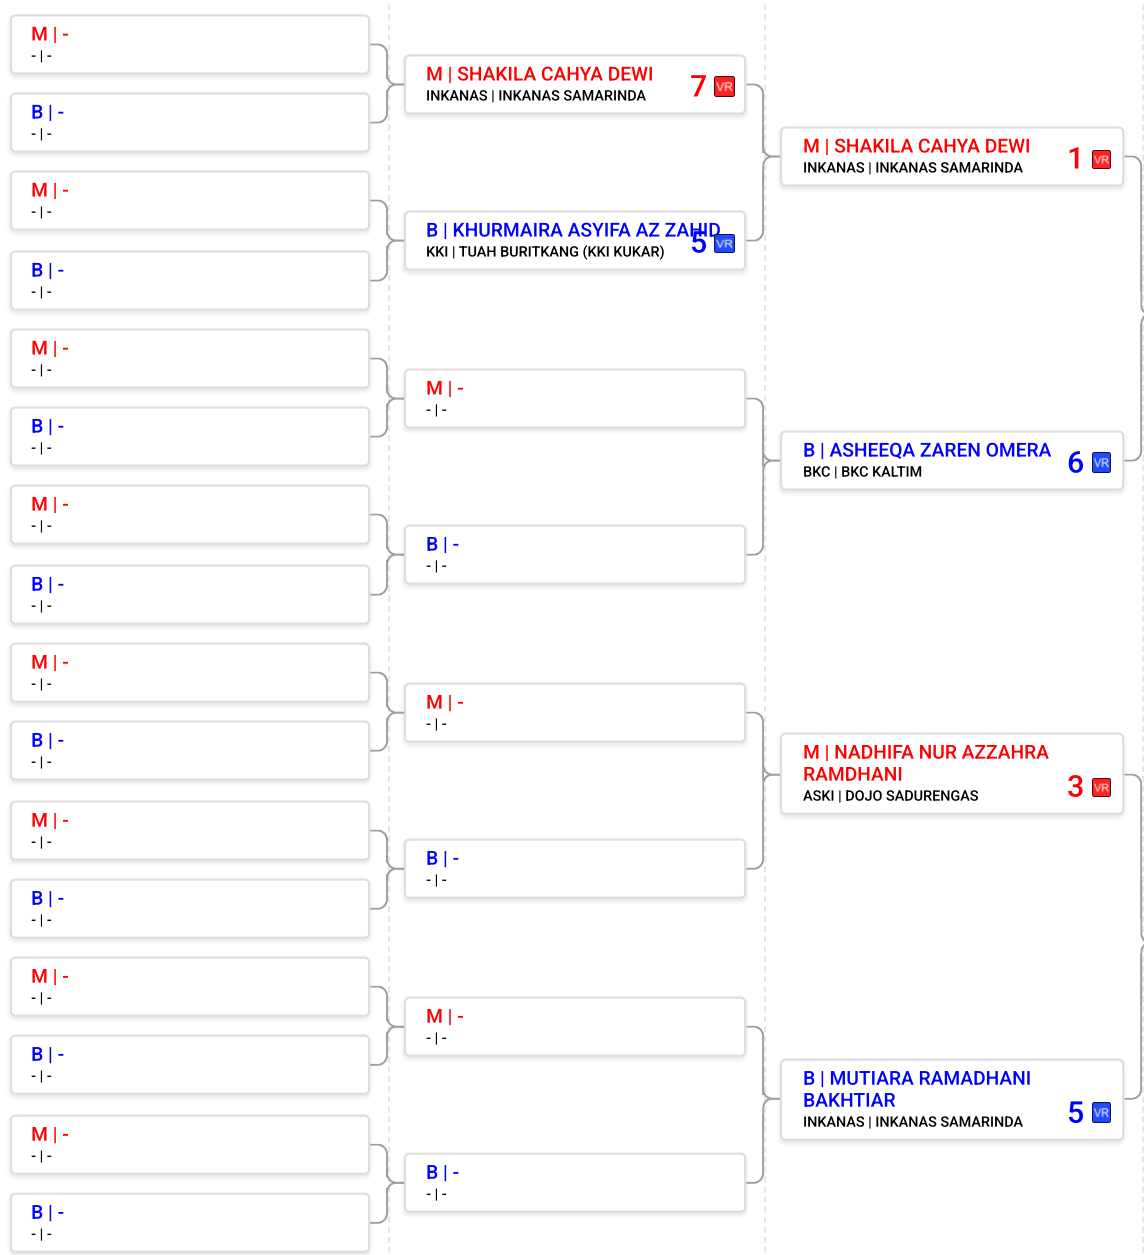 M | -
- | -
B | -
- | -
M | -
- | -
B | -
- | -
M | -
- | -
B | -
- | -
M | -
- | -
B | -
- | -
M | -
- | -
B | -
- | -
M | -
- | -
B | -
- | -
M | -
- | -
B | -
- | -
M | -
- | -
B | -
- | -
M | SHAKILA CAHYA DEWI
INKANAS | INKANAS SAMARINDA
7 VR
B | KHURMAIRA ASYIFA AZ ZAHID
KKI | TUAH BURITKANG (KKI KUKAR)
5 VR
M | -
- | -
B | -
- | -
M | -
- | -
B | -
- | -
M | -
- | -
B | -
- | -
M | SHAKILA CAHYA DEWI
INKANAS | INKANAS SAMARINDA
1 VR
B | ASHEEQA ZAREN OMERA
BKC | BKC KALTIM
6 VR
M | NADHIFA NUR AZZAHRA
RAMDHANI
ASKI | DOJO SADURENGAS
3 VR
B | MUTIARA RAMADHANI
BAKHTIAR
INKANAS | INKANAS SAMARINDA
5 VR